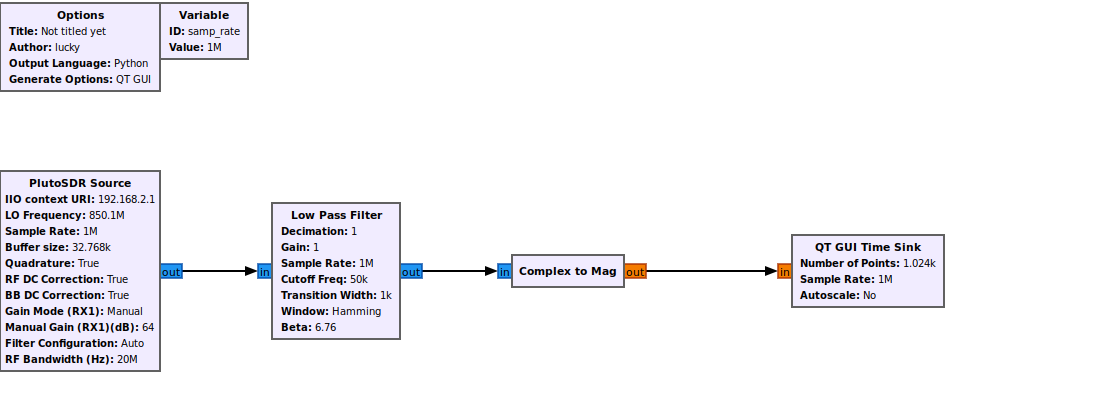 Options
Title: Not titled yet
Author: lucky
Output Language: Python
Generate Options: QT GUI
Variable
ID: samp_rate
Value: 1M
PlutoSDR Source
IIO context URI: 192.168.2.1
LO Frequency: 850.1M
Sample Rate: 1M
Buffer size: 32.768k
Quadrature: True
RF DC Correction: True
BB DC Correction: True
Gain Mode (RX1): Manual
Manual Gain (RX1)(dB): 64
Filter Configuration: Auto
RF Bandwidth (Hz): 20M
out
in
Low Pass Filter
Decimation: 1
Gain: 1
Sample Rate: 1M
Cutoff Freq: 50k
Transition Width: 1k
Window: Hamming
Beta: 6.76
out
in
Complex to Mag
out
in
QT GUI Time Sink
Number of Points: 1.024k
Sample Rate: 1M
Autoscale: No